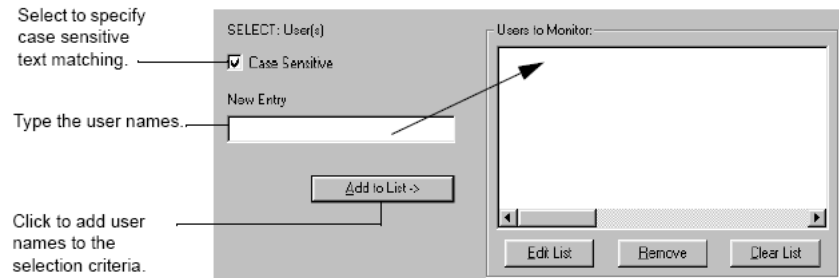 Select to specify
case sensitive
text matching.
Type the user names.
Click to add user
names to the
selection criteria.
SELECT: User(s)
Case Sensitive
New Entry
Add to List ->
Users to Monitor:
Edit List
Remove
Clear List